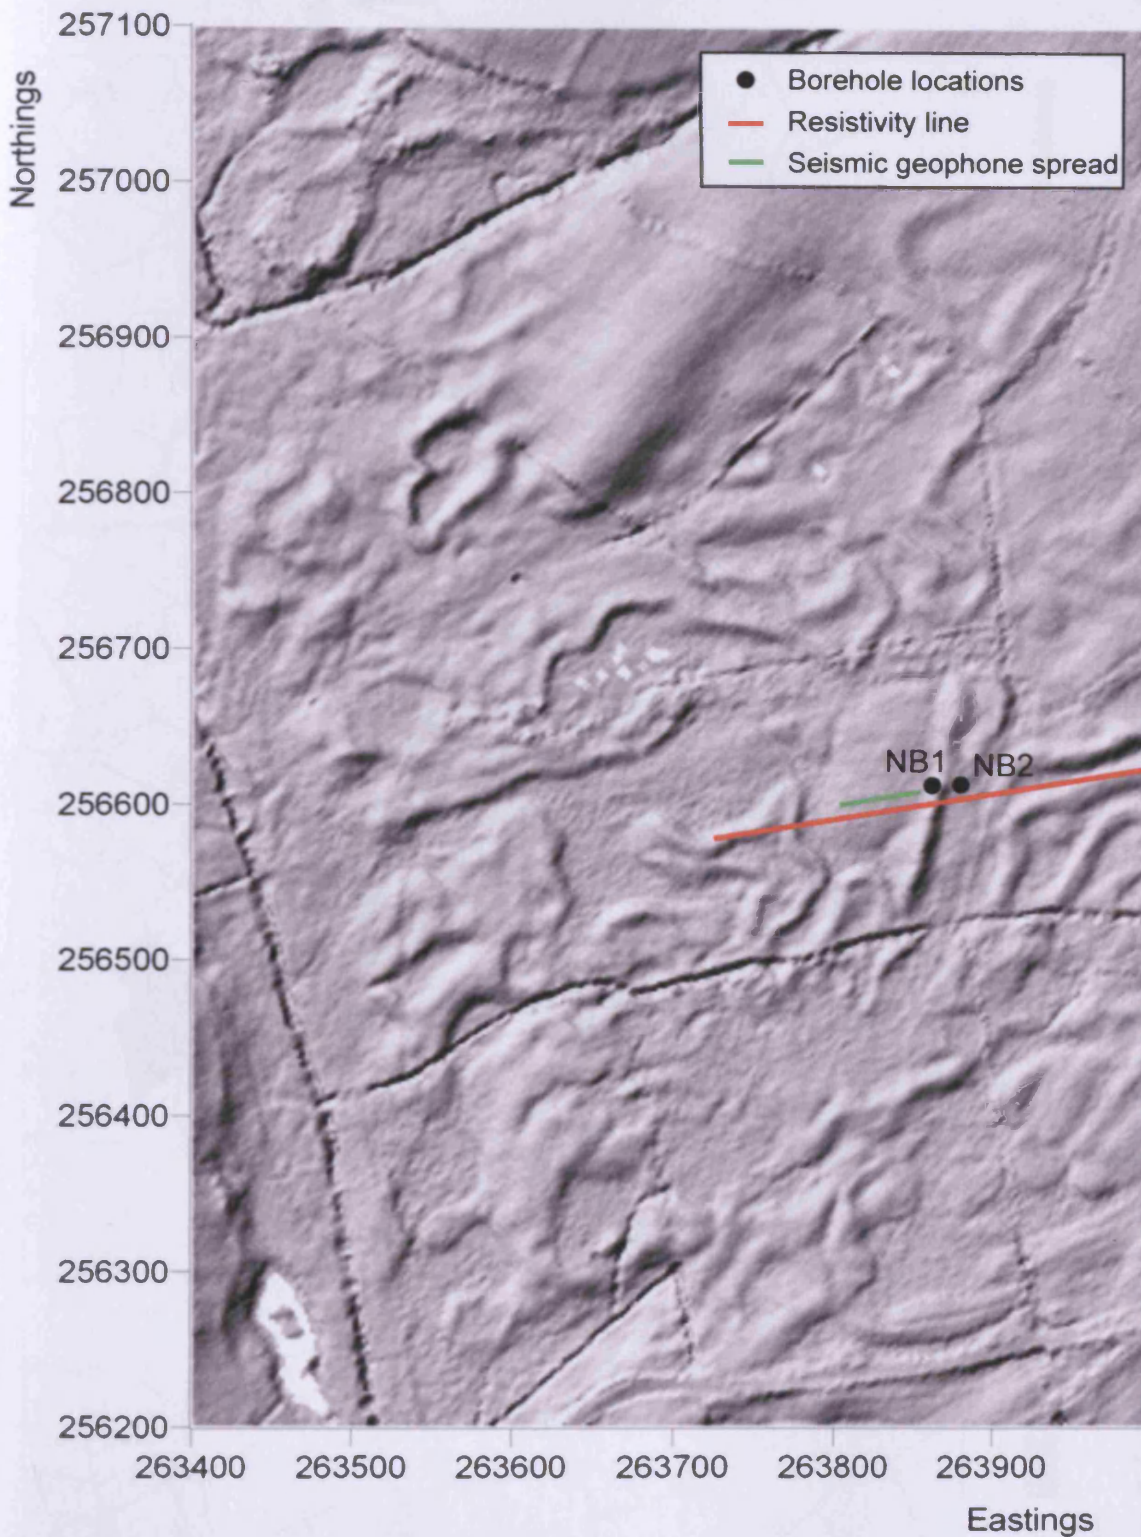 257100
Northings
Borehole locations
Resistivity line
Seismic geophone spread
257000
256900
256800
256700
NB1
NB2
256600
256500
256400
256300
256200
263400
263500
263600
263700
263800
263900
Eastings